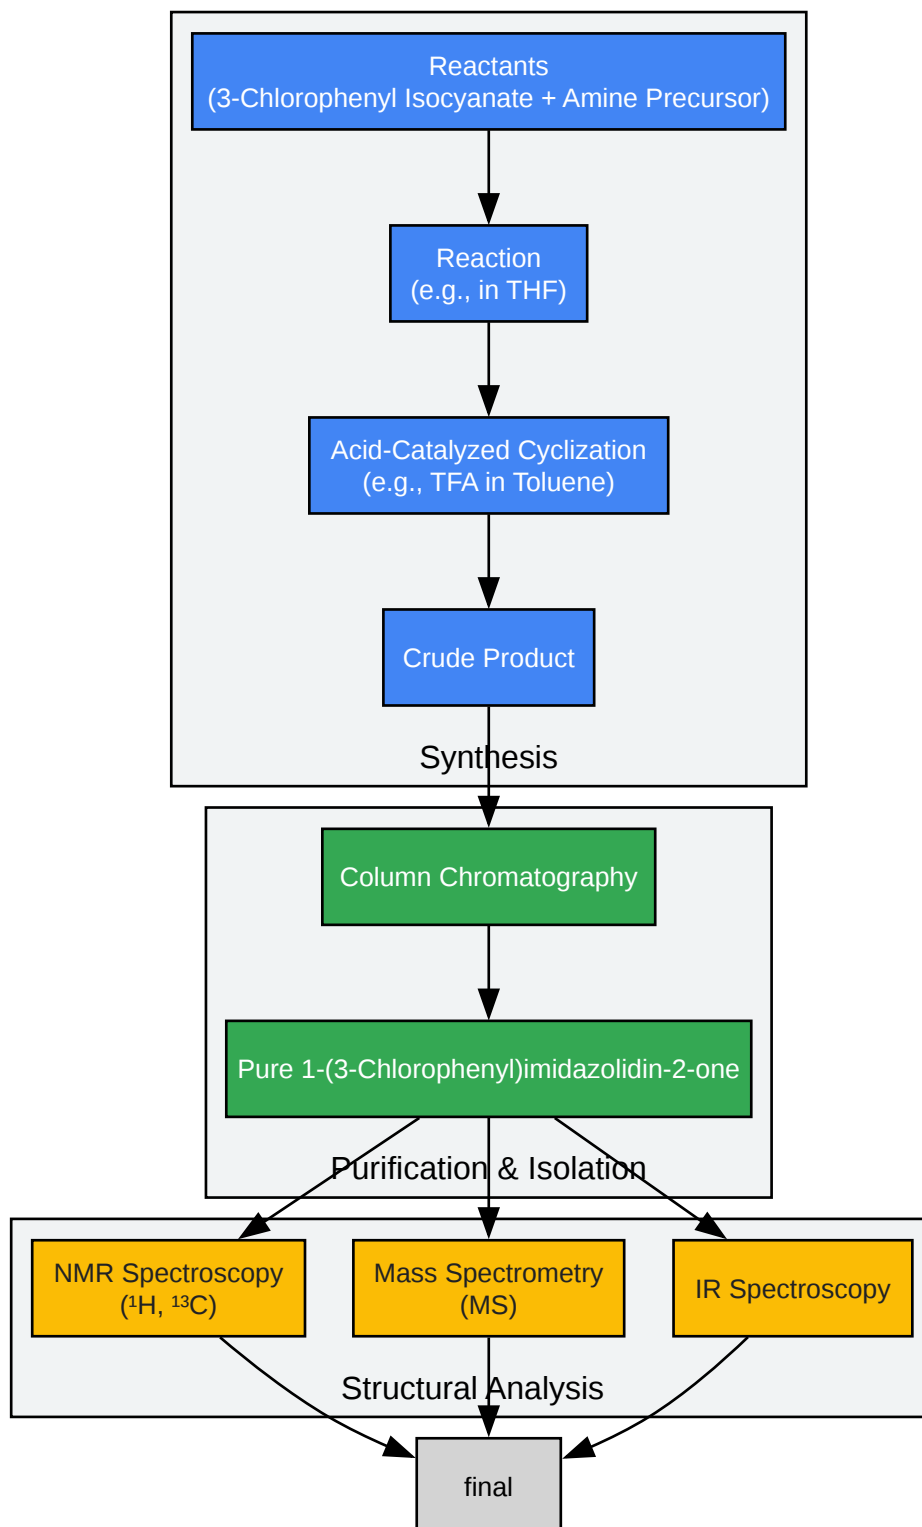 Reactants
(3-Chlorophenyl Isocyanate + Amine Precursor)
Reaction
(e.g., in THF)
Acid-Catalyzed Cyclization
(e.g., TFA in Toluene)
Crude Product
Synthesis
Column Chromatography
Pure 1-(3-Chlorophenyl)imidazolidin-2-one
Purification & Isolation
NMR Spectroscopy
(¹H, ¹³C)
Mass Spectrometry
(MS)
IR Spectroscopy
Structural Analysis
final